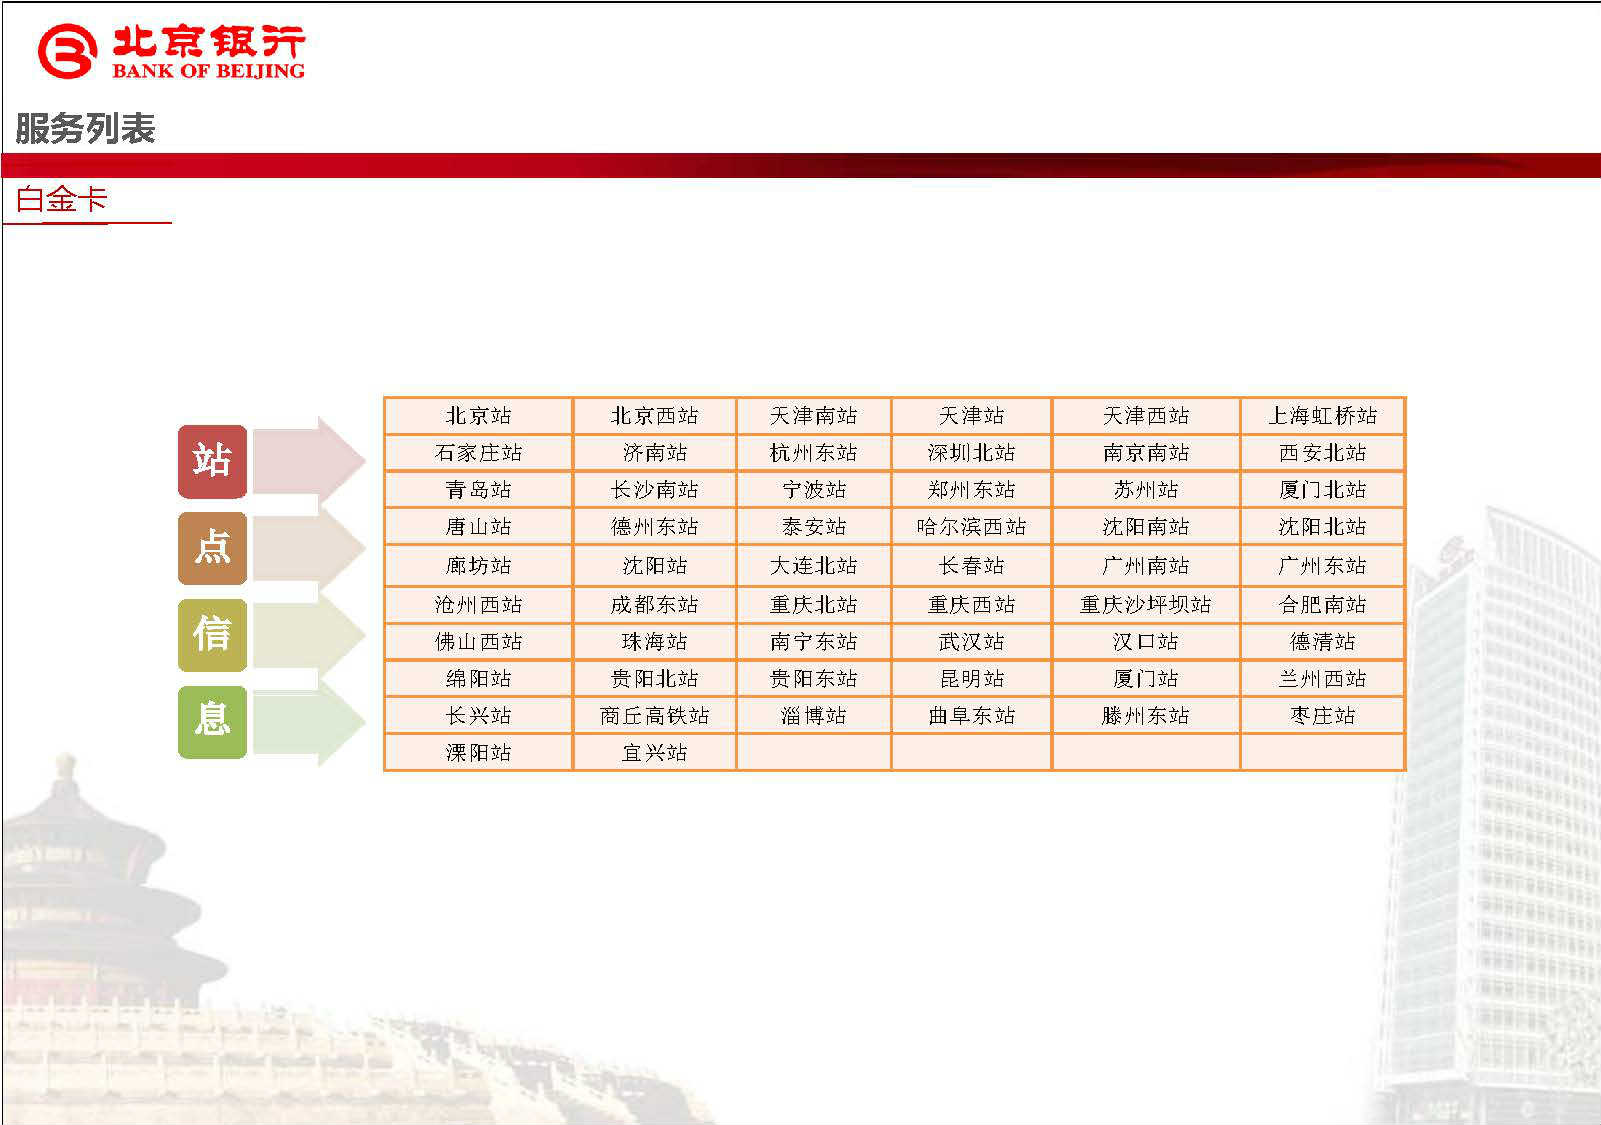 北京银行
BANK OF BEIJING
服务列表
白金卡
站
点
信
息
北京站 北京西站 天津南站 天津站 天津西站 上海虹桥站
石家庄站 济南站 杭州东站 深圳北站 南京南站 西安北站
青岛站 长沙南站 宁波站 郑州东站 苏州站 厦门北站
唐山站 德州东站 泰安站 哈尔滨西站 沈阳南站 沈阳北站
廊坊站 沈阳站 大连北站 长春站 广州南站 广州东站
沧州西站 成都东站 重庆北站 重庆西站 重庆沙坪坝站 合肥南站
佛山西站 珠海站 南宁东站 武汉站 汉口站 德清站
绵阳站 贵阳北站 贵阳东站 昆明站 厦门站 兰州西站
长兴站 商丘高铁站 淄博站 曲阜东站 滕州东站 枣庄站
溧阳站 宜兴站